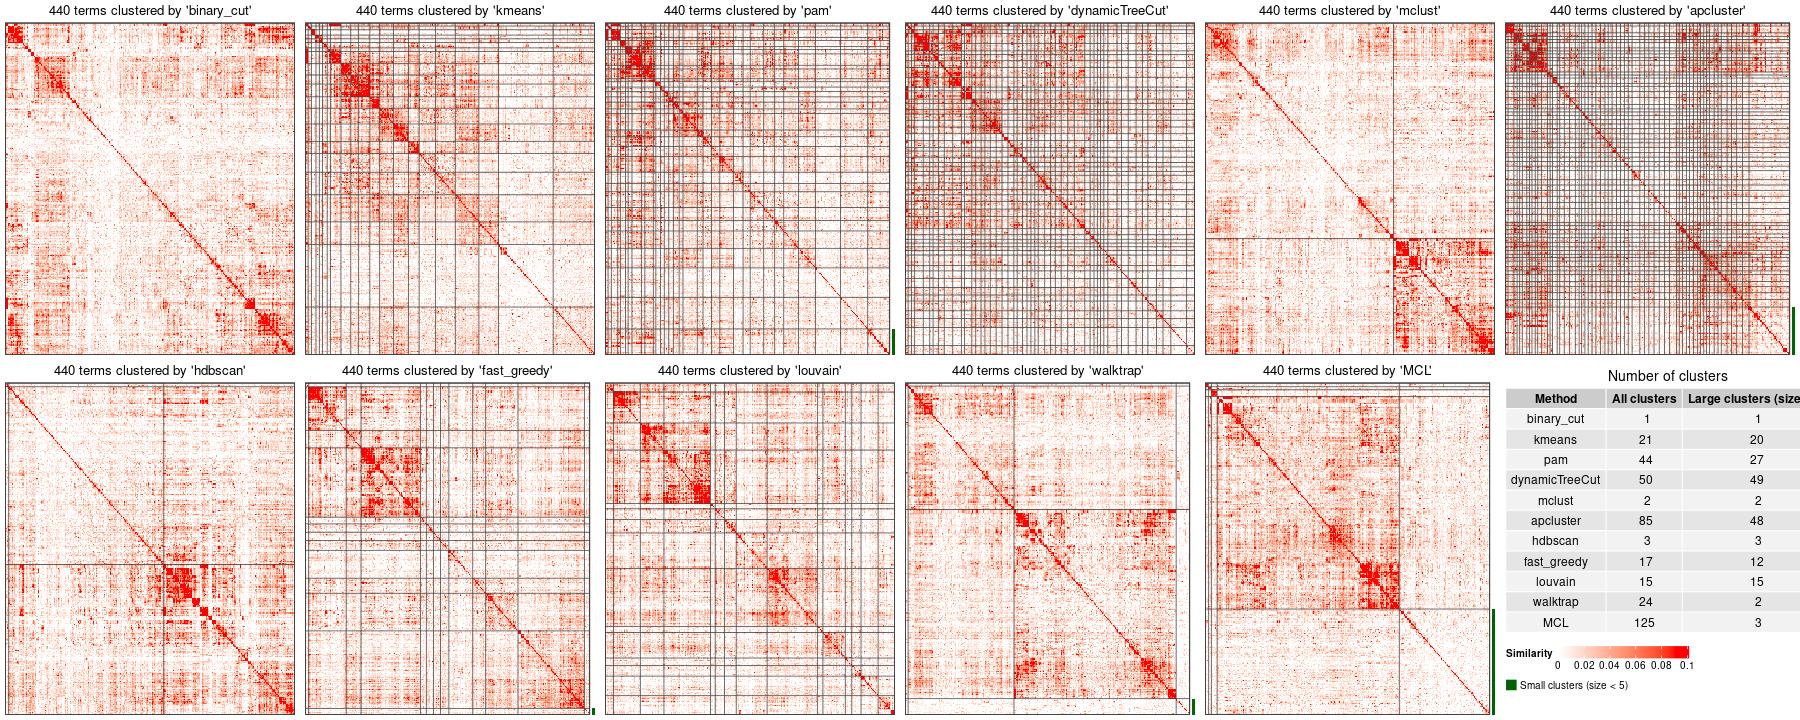 440 terms clustered by 'binary_cut'
440 terms clustered by 'kmeans'
440 terms clustered by 'pam'
440 terms clustered by 'dynamicTreeCut'
440 terms clustered by 'mclust'
440 terms clustered by 'apcluster'
440 terms clustered by 'hdbscan'
440 terms clustered by 'fast_greedy'
440 terms clustered by 'louvain'
440 terms clustered by 'walktrap'
440 terms clustered by 'MCL'
Number of clusters
Method All clusters Large clusters (size
binary_cut 1 1
kmeans 21 20
pam 44 27
dynamicTreeCut 50 49
mclust 2 2
apcluster 85 48
hdbscan 3 3
fast_greedy 17 12
louvain 15 15
walktrap 24 2
MCL 125 3
Similarity
0 0.02 0.04 0.06 0.08 0.1
Small clusters (size < 5)